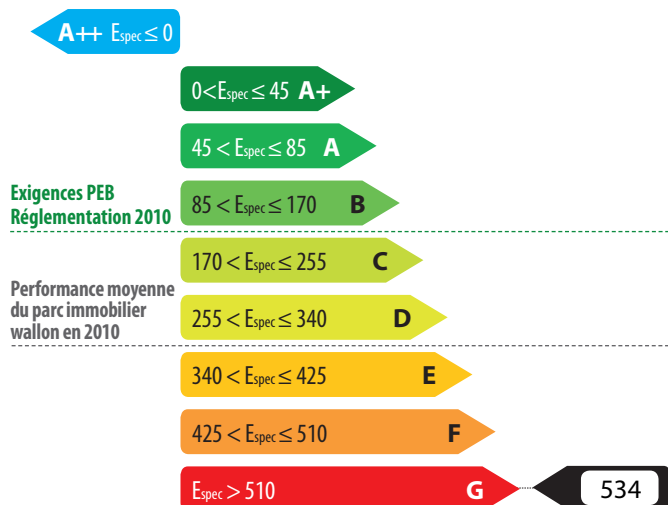 A++ Espec ≤ 0
0<Espec ≤ 45 A+
45 < Espec ≤ 85 A
Exigences PEB
Réglementation 2010
85 < Espec ≤ 170 B
170 < Espec ≤ 255 C
Performance moyenne
du parc immobilier
wallon en 2010
255 < Espec ≤ 340 D
340 < Espec ≤ 425 E
425 < Espec ≤ 510 F
Espec > 510 G 534